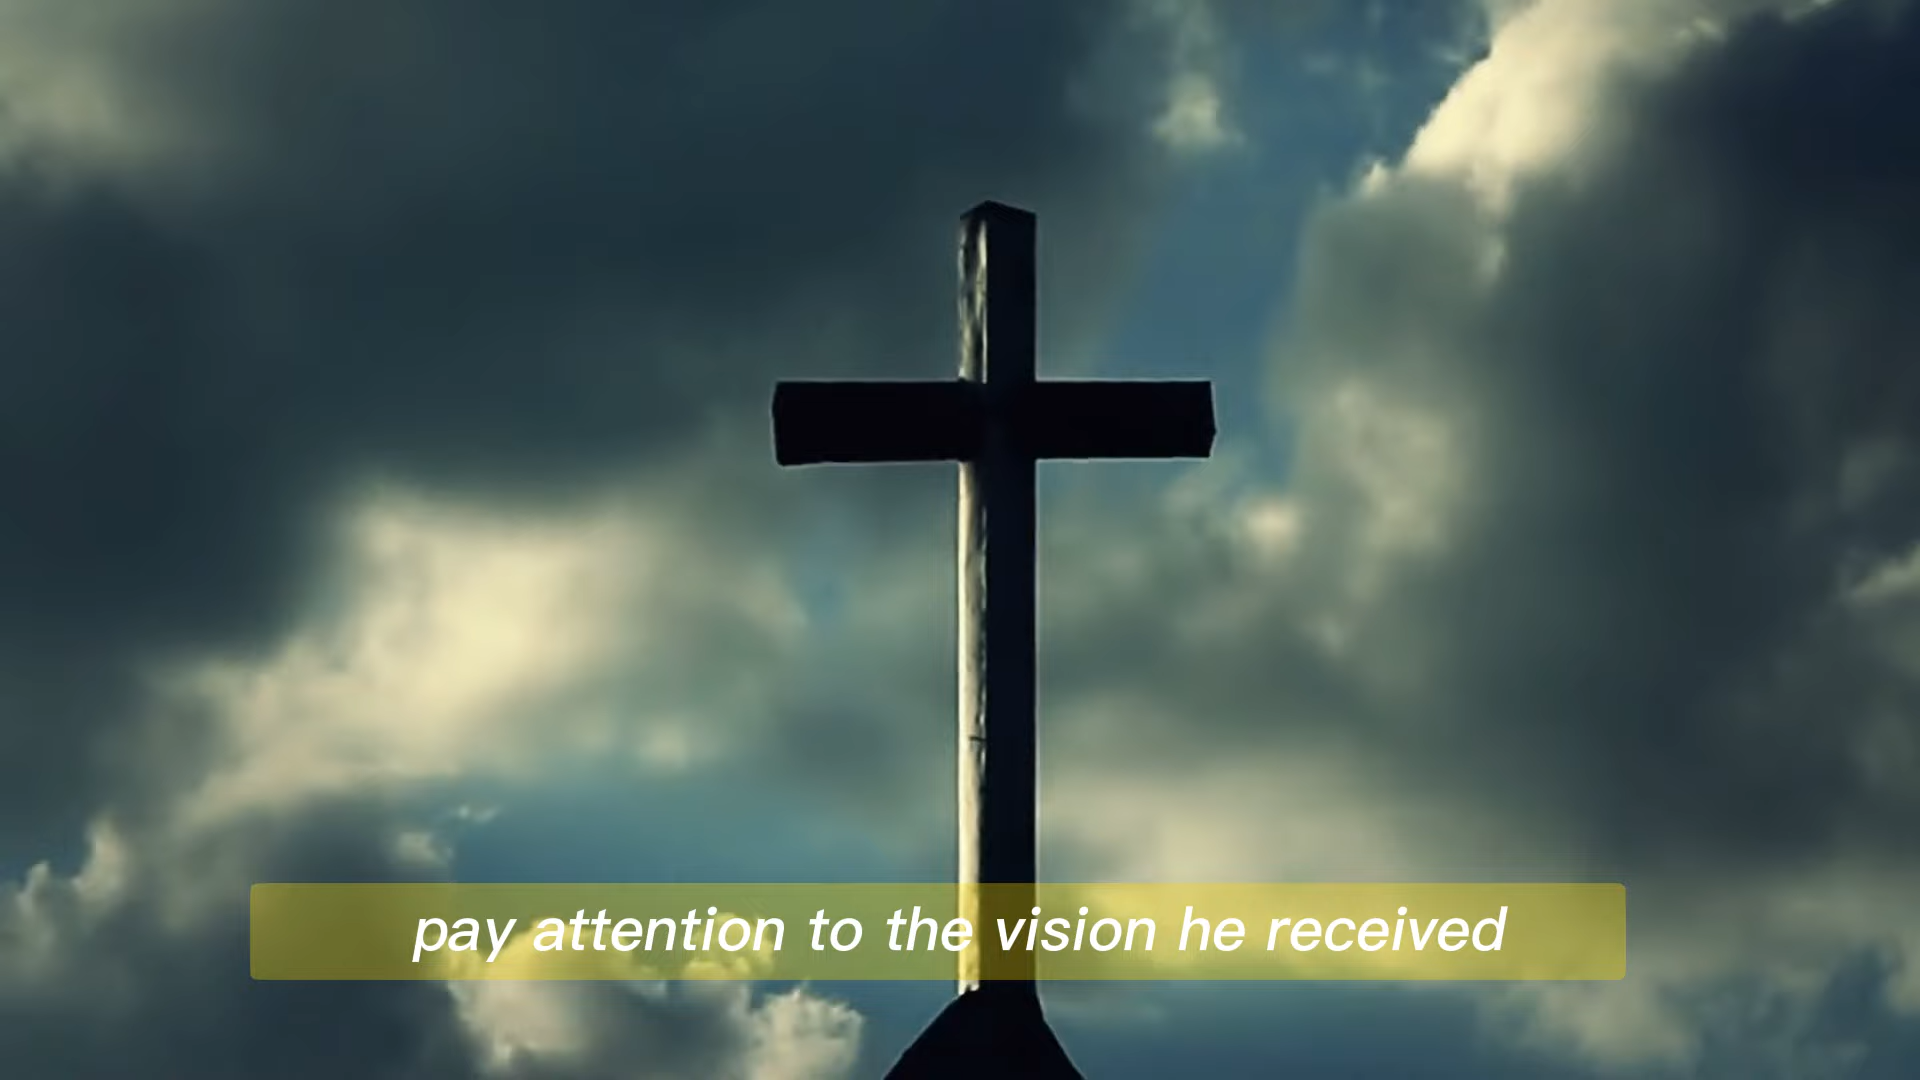 pay attention to the vision he received